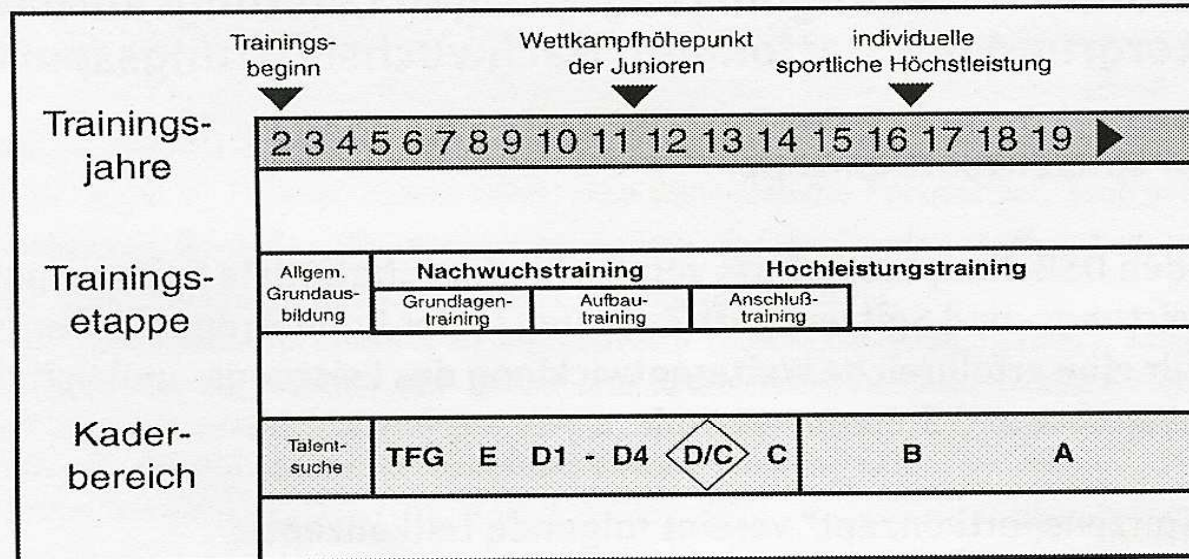 Trainings-
beginn
Wettkampfhöhepunkt
der Junioren
individuelle
sportliche Höchstleistung
Trainings-
jahre
2 3 4 5 6 7 8 9 10 11 12 13 14 15 16 17 18 19
Trainings-
etappe
Allgem.
Grundaus-
bildung
Nachwuchstraining
Hochleistungstraining
Grundlagen-
training
Aufbau-
training
Anschluß-
training
Kader-
bereich
Talent-
suche
TFG E D1 - D4 D/C C B A